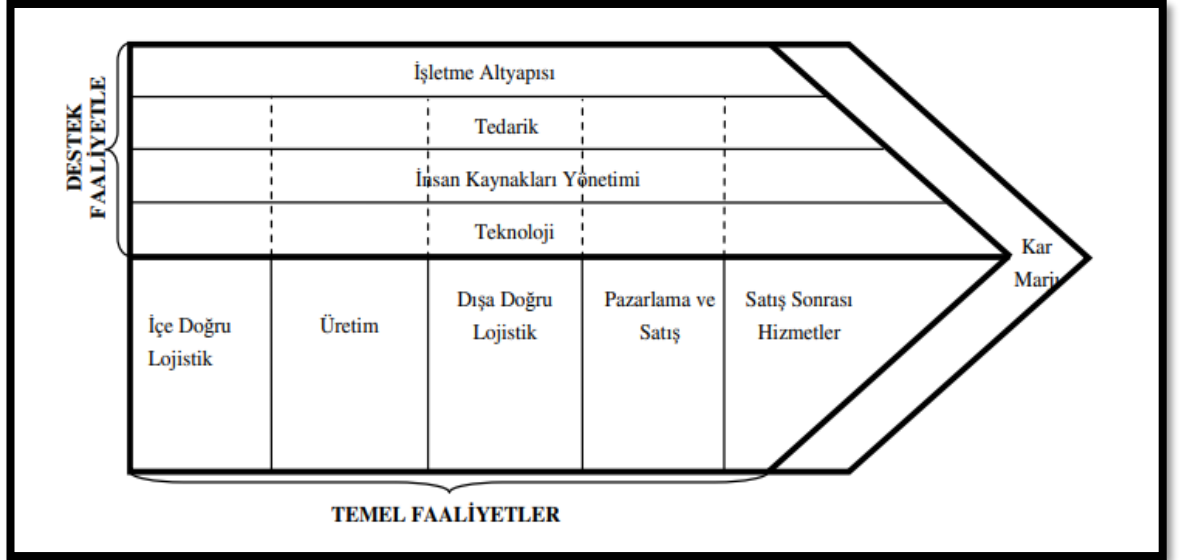 DESTEK
FAALİYETLE
İşletme Altyapısı
Tedarik
İnsan Kaynakları Yönetimi
Teknoloji
İçe Doğru
Lojistik
Üretim
Dışa Doğru
Lojistik
Pazarlama ve
Satış
Satış Sonrası
Hizmetler
Kar
Marjı
TEMEL FAALİYETLER